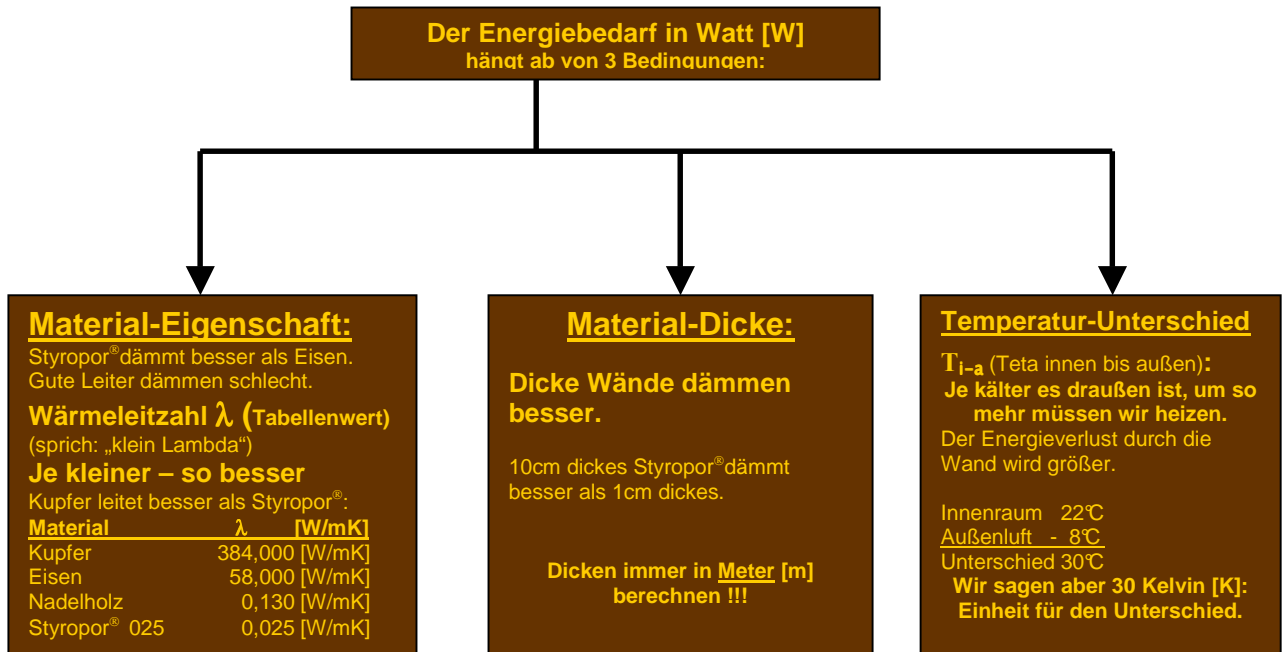 Der Energiebedarf in Watt [W]
hängt ab von 3 Bedingungen:
Material-Eigenschaft:
Styropor® dämmt besser als Eisen.
Gute Leiter dämmen schlecht.
Wärmeleitzahl λ (Tabellenwert)
(sprich: „klein Lambda“)
Je kleiner – so besser
Kupfer leitet besser als Styropor®:
Material λ [W/mK]
Kupfer 384,000 [W/mK]
Eisen 58,000 [W/mK]
Nadelholz 0,130 [W/mK]
Styropor® 025 0,025 [W/mK]
Material-Dicke:
Dicke Wände dämmen
besser.
10cm dickes Styropor® dämmt
besser als 1cm dickes.
Dicken immer in Meter [m]
berechnen !!!
Temperatur-Unterschied
Ti–a (Teta innen bis außen):
Je kälter es draußen ist, um so
mehr müssen wir heizen.
Der Energieverlust durch die
Wand wird größer.
Innenraum 22°C
Außenluft - 8°C
Unterschied 30°C
Wir sagen aber 30 Kelvin [K]:
Einheit für den Unterschied.